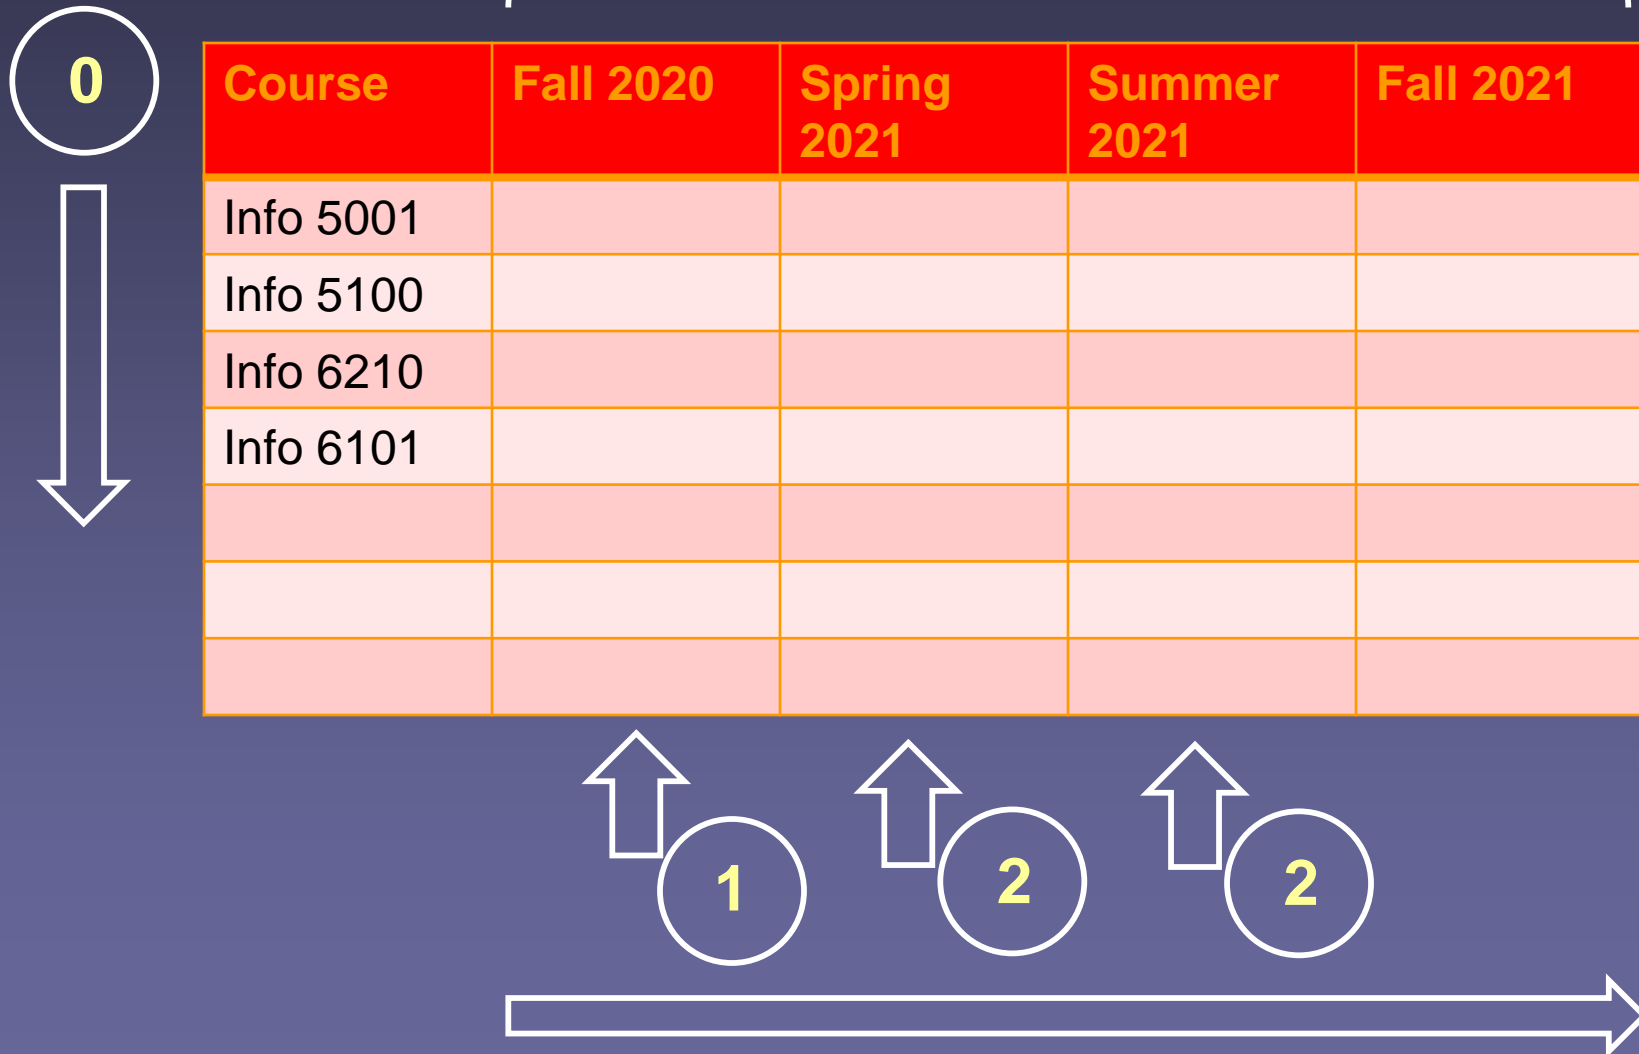 0
Course Fall 2020 Spring 2021 Summer 2021 Fall 2021
Info 5001
Info 5100
Info 6210
Info 6101
1 2 2